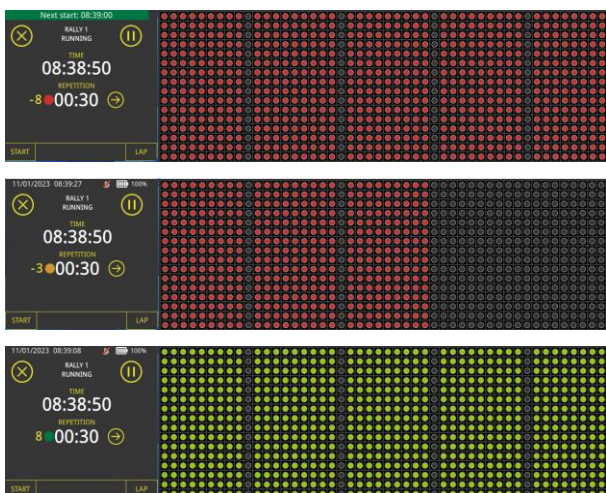 Next start: 08:39:00
RALLY 1
RUNNING
TIME
08:38:50
REPETITION
-8 00:30
START LAP
11/01/2023 08:39:27 100%
RALLY 1
RUNNING
TIME
08:38:50
REPETITION
-3 00:30
START LAP
11/01/2023 08:39:08 100%
RALLY 1
RUNNING
TIME
08:38:50
REPETITION
8 00:30
START LAP